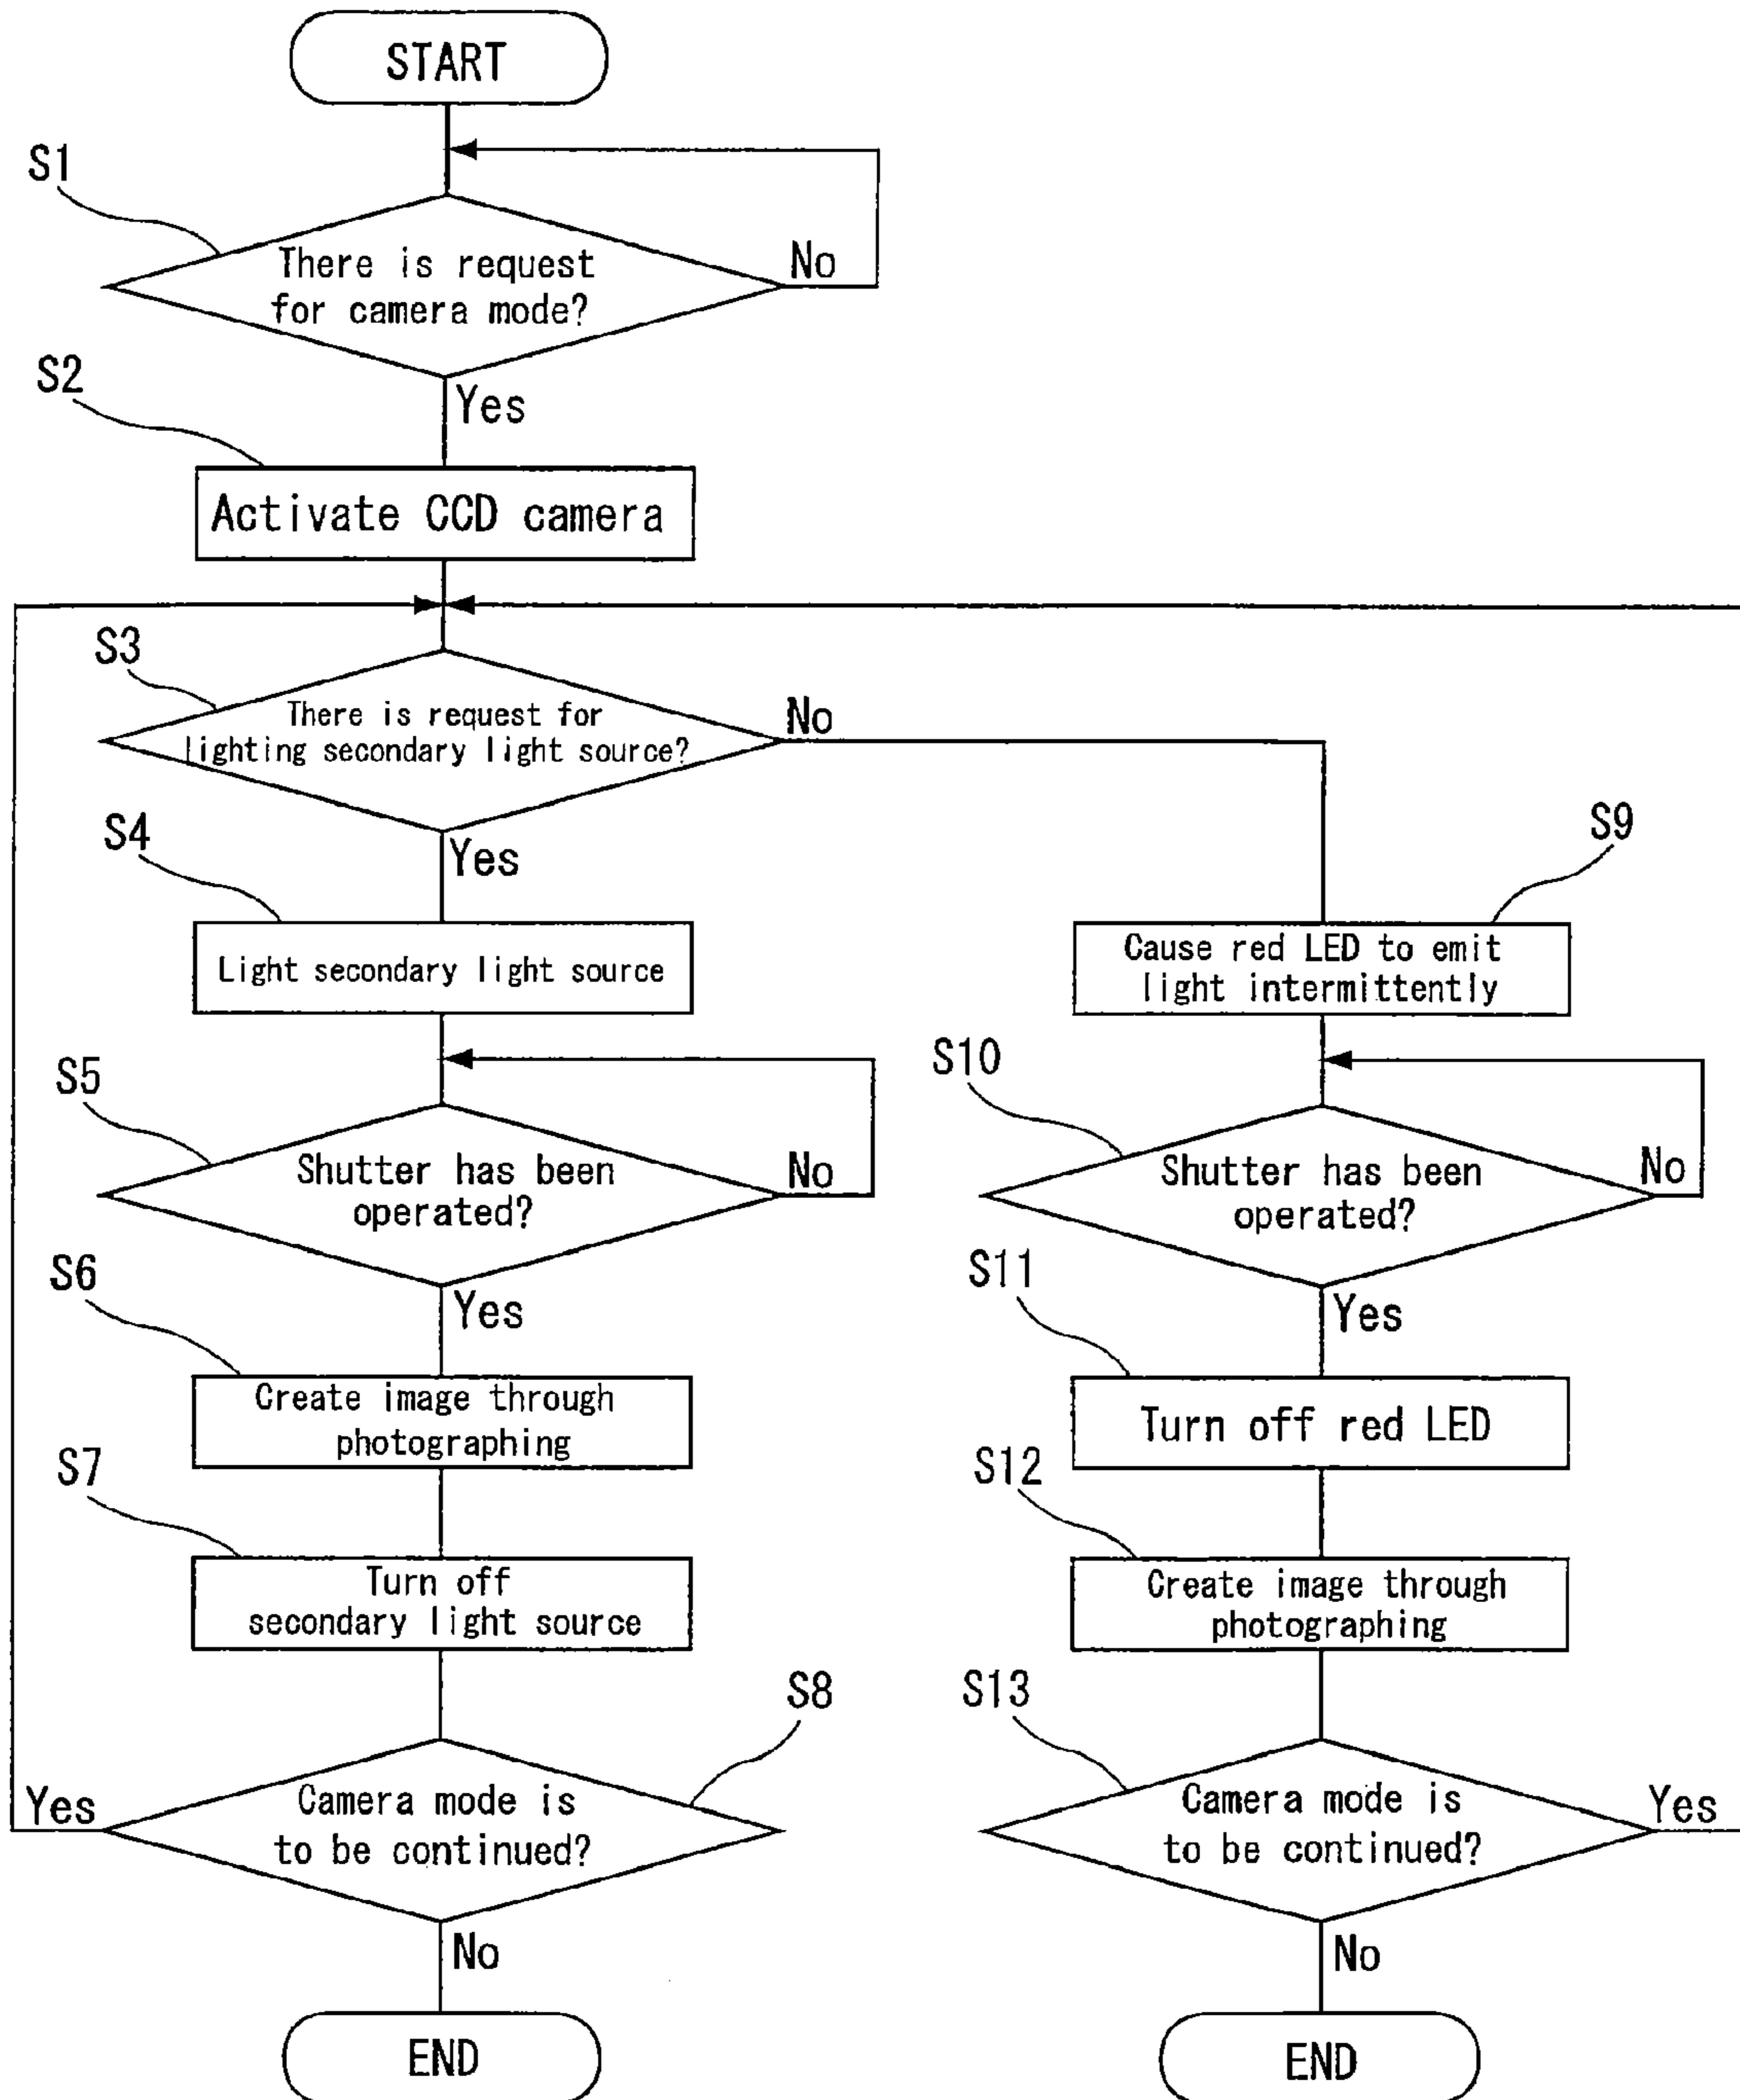 START
S1
There is request
for camera mode?
No
Yes
S2
Activate CCD camera
S3
There is request for
lighting secondary light source?
No
Yes
S4
Light secondary light source
S5
Shutter has been
operated?
No
Yes
S6
Create image through
photographing
S7
Turn off
secondary light source
S8
Camera mode is
to be continued?
Yes
No
END
S9
Cause red LED to emit
light intermittently
S10
Shutter has been
operated?
No
Yes
S11
Turn off red LED
S12
Create image through
photographing
S13
Camera mode is
to be continued?
Yes
No
END